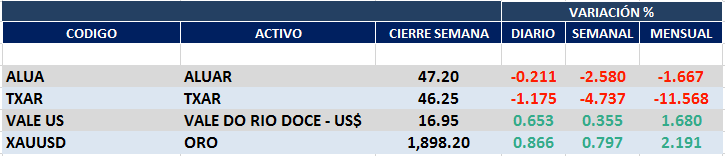 VARIACIÓN %
CODIGO ACTIVO CIERRE SEMANA DIARIO SEMANAL MENSUAL
ALUA ALUAR 47.20 -0.211 -2.580 -1.667
TXAR TXAR 46.25 -1.175 -4.737 -11.568
VALE US VALE DO RIO DOCE - US$ 16.95 0.653 0.355 1.680
XAUUSD ORO 1,898.20 0.866 0.797 2.191